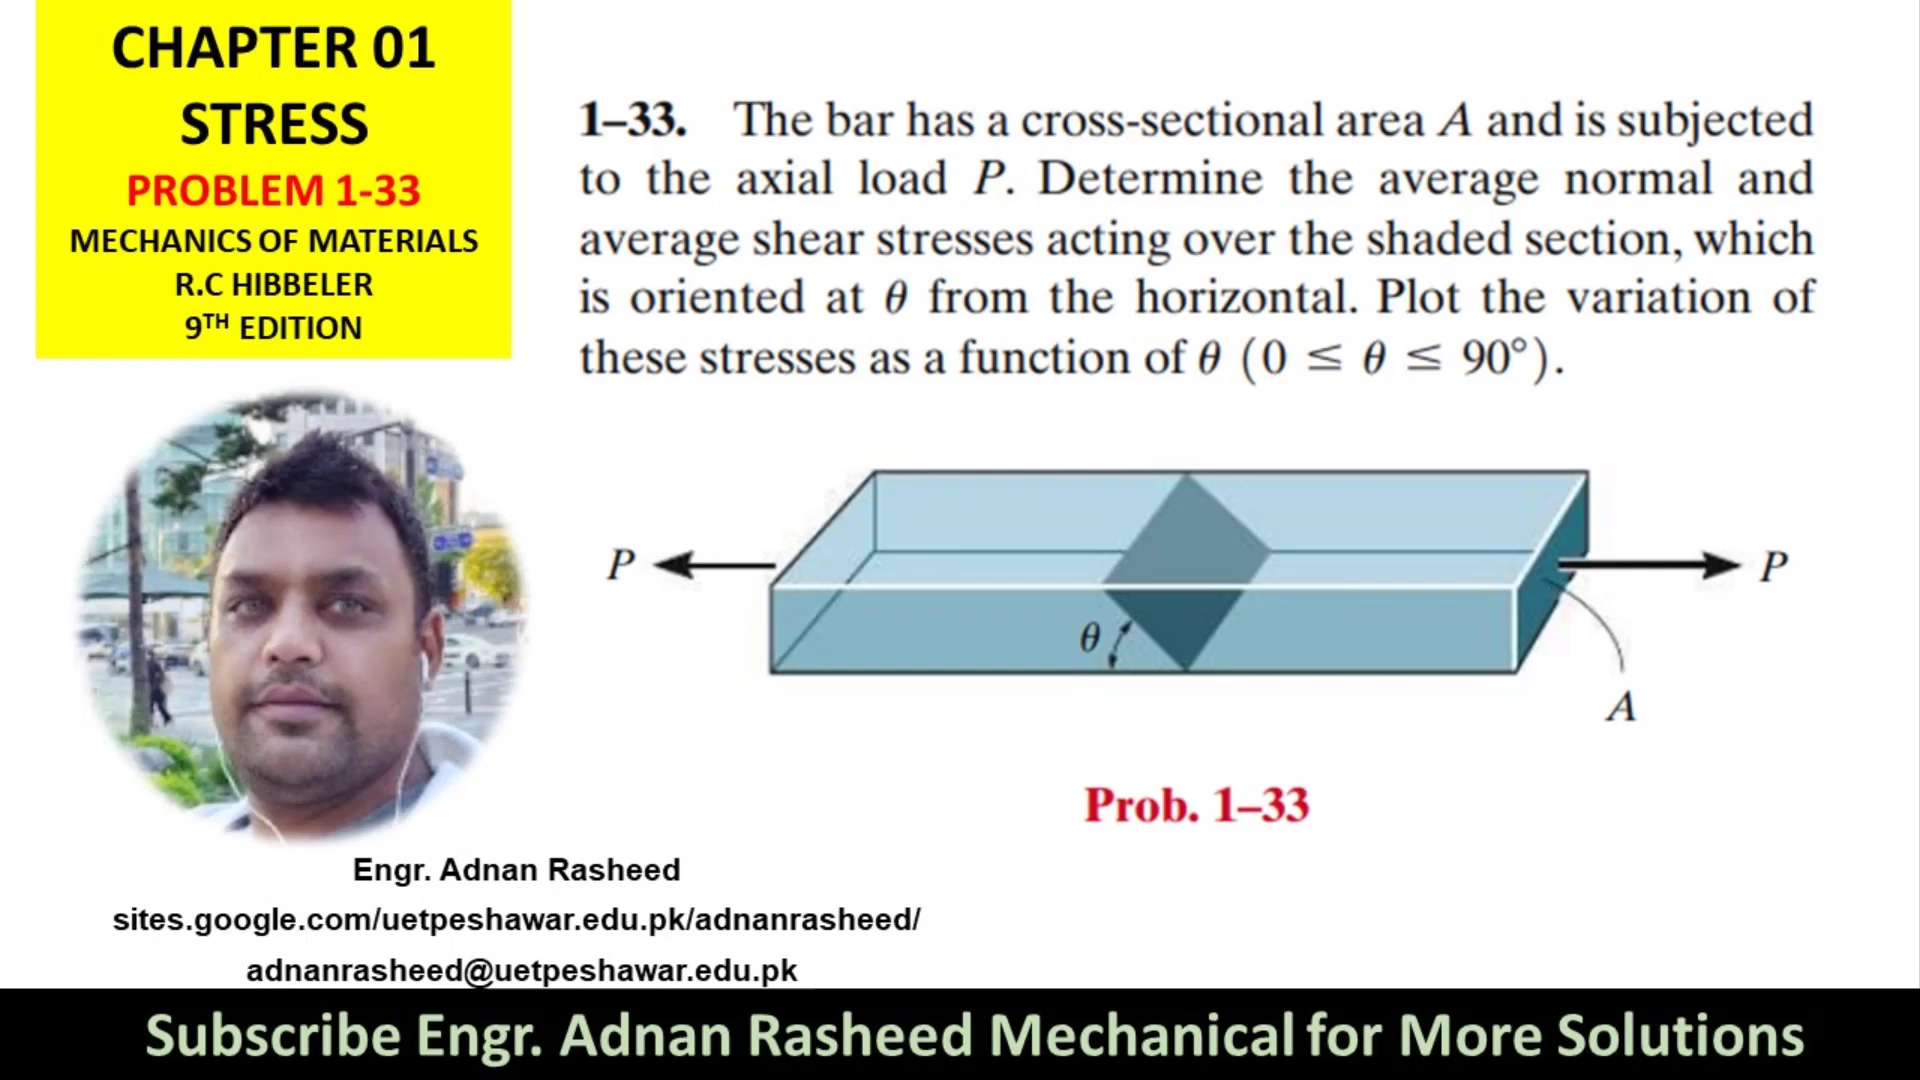 CHAPTER 01
STRESS
PROBLEM 1-33
MECHANICS OF MATERIALS
R.C HIBBELER
9TH EDITION
1–33. The bar has a cross-sectional area A and is subjected
to the axial load P. Determine the average normal and
average shear stresses acting over the shaded section, which
is oriented at θ from the horizontal. Plot the variation of
these stresses as a function of θ (0 ≤ θ ≤ 90°).
P
P
θ
A
Prob. 1–33
Engr. Adnan Rasheed
sites.google.com/uetpeshawar.edu.pk/adnanrasheed/
adnanrasheed@uetpeshawar.edu.pk
Subscribe Engr. Adnan Rasheed Mechanical for More Solutions